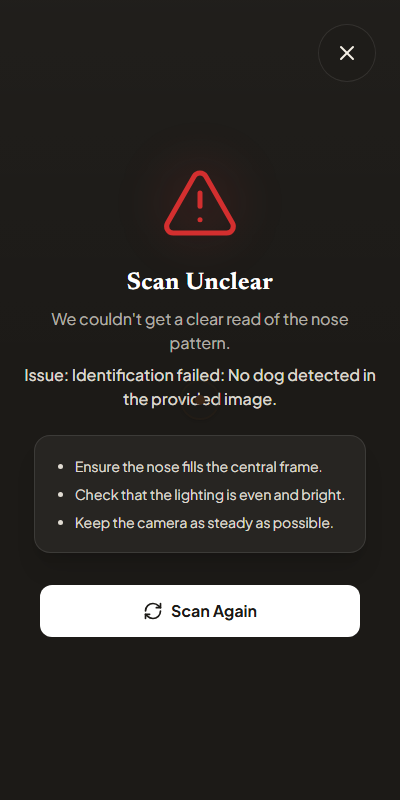 Scan Unclear
We couldn't get a clear read of the nose
pattern.
Issue: Identification failed: No dog detected in
the provided image.
• Ensure the nose fills the central frame.
• Check that the lighting is even and bright.
• Keep the camera as steady as possible.
Scan Again